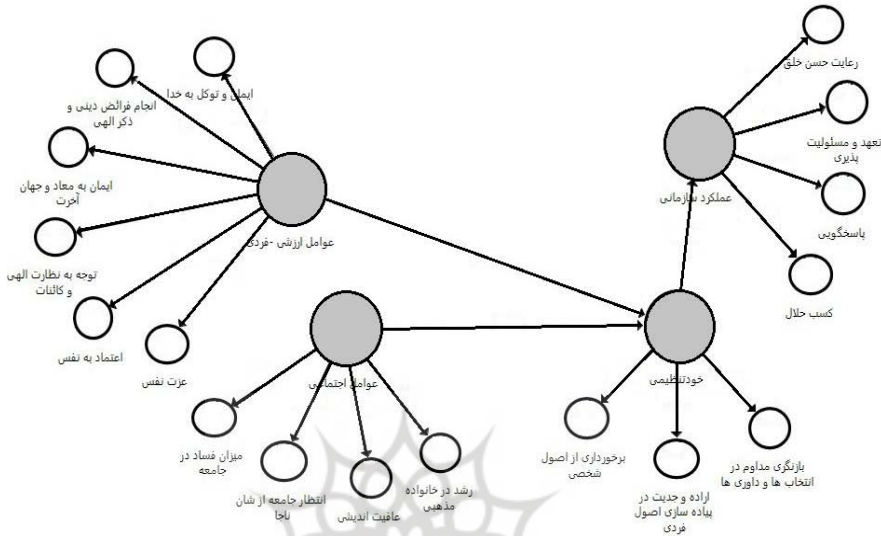 رعایت حسن خلق
ایمان و توکل به خدا
انجام فرائض دینی و
ذکر الهی
تعهد و مسئولیت
پذیری
ایمان به معاد و جهان
آخرت
عملکرد سازمانی
پاسخگویی
عوامل ارزشی -فردی
توجه به نظارت الهی
و کائنات
کسب حلال
اعتماد به نفس
عزت نفس
عوامل اجتماعی
خودتنظیمی
میزان فساد در
جامعه
انتظار جامعه از شان
ناجا
عافیت اندیشی
رشد در خانواده
مذهبی
برخورداری از اصول
شخصی
اراده و جدیت در
پیاده سازی اصول
فردی
بازنگری مداوم در
انتخاب ها و داوری ها